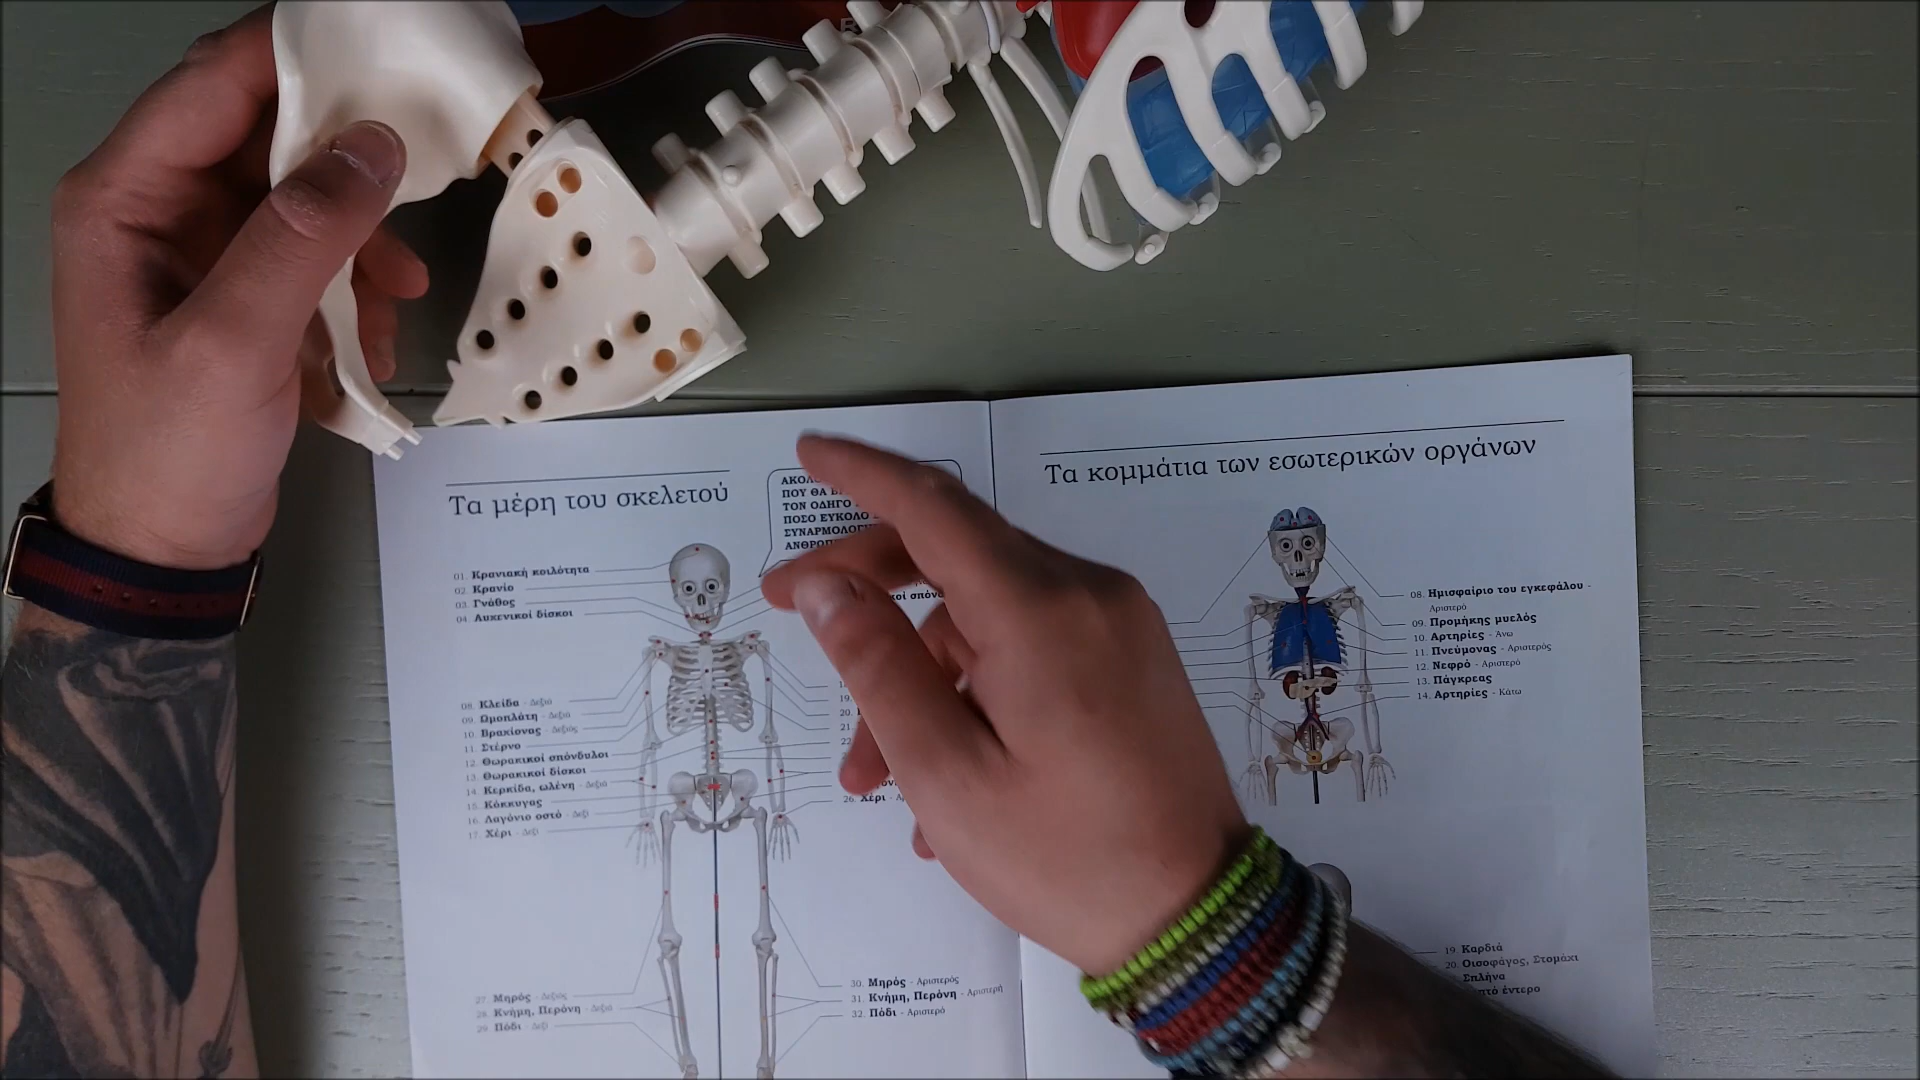 Τα μέρη του σκελετού
ΠΟΥ ΘΑ
ΤΟΝ ΟΔΗΓΟ
ΠΟΣΟ ΕΥΚΟΛΟ
01. Κρανιακή κοιλότητα
02. Κρανίο
03. Γνάθος
04. Αυχενικοί δίσκοι
08. Κλείδα - Δεξιά
09. Ωμοπλάτη - Δεξιά
10. Βραχίονας - Δεξιός
11. Στέρνο
12. Θωρακικοί σπόνδυλοι
13. Θωρακικοί δίσκοι
14. Κερκίδα, ωλένη - Δεξιά
15. Κόκκυγας
16. Λαγόνιο οστό - Δεξί
17. Χέρι - Δεξί
19.
20.
21.
26. Χέρι
27. Μηρός - Δεξιός
28. Κνήμη, Περόνη - Δεξιά
29. Πόδι - Δεξί
30. Μηρός - Αριστερός
31. Κνήμη, Περόνη - Αριστερή
32. Πόδι - Αριστερό
Τα κομμάτια των εσωτερικών οργάνων
08. Ημισφαίριο του εγκεφάλου -
Αριστερό
09. Προμήκης μυελός
10. Αρτηρίες - Άνω
11. Πνεύμονας - Αριστερός
12. Νεφρό - Αριστερό
13. Πάγκρεας
14. Αρτηρίες - Κάτω
19. Καρδιά
20. Οισοφάγος, Στομάχι
Σπλήνα
έντερο